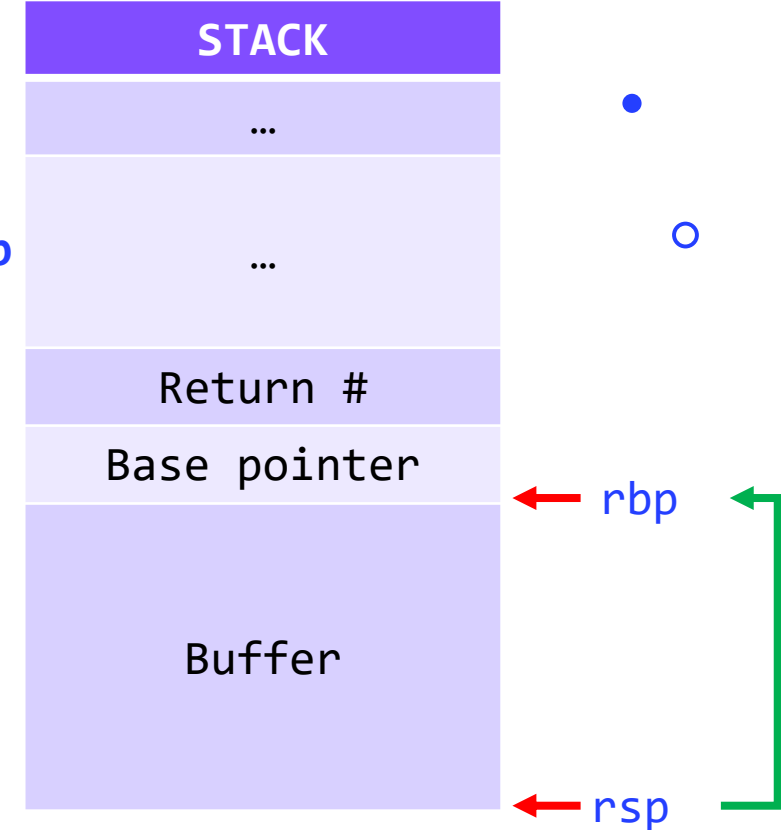 STACK
…
…
Return #
Base pointer
rbp
Buffer
rsp